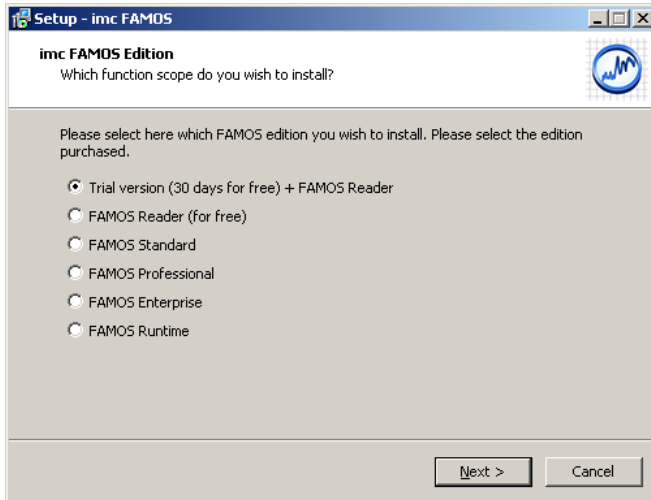 Setup - imc FAMOS
imc FAMOS Edition
Which function scope do you wish to install?
Please select here which FAMOS edition you wish to install. Please select the edition
purchased.
Trial version (30 days for free) + FAMOS Reader
FAMOS Reader (for free)
FAMOS Standard
FAMOS Professional
FAMOS Enterprise
FAMOS Runtime
Next >
Cancel